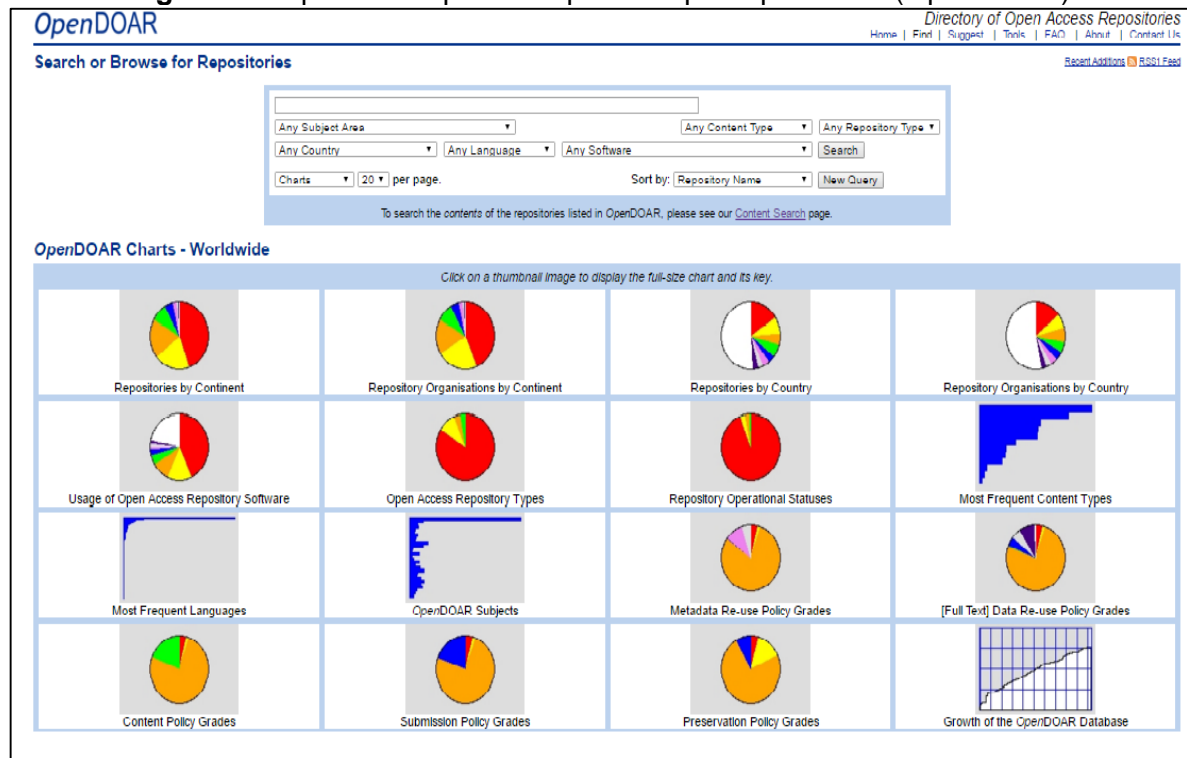 OpenDOAR
Directory of Open Access Repositories
Home | Find | Suggest | Tools | FAQ | About | Contact Us
Search or Browse for Repositories
Recent Additions RSS1 Feed
Any Subject Area Any Content Type Any Repository Type
Any Country Any Language Any Software Search
Charts 20 per page. Sort by: Repository Name New Query
To search the contents of the repositories listed in OpenDOAR, please see our Content Search page.
OpenDOAR Charts - Worldwide
Click on a thumbnail image to display the full-size chart and its key.
Repositories by Continent Repository Organisations by Continent Repositories by Country Repository Organisations by Country
Usage of Open Access Repository Software Open Access Repository Types Repository Operational Statuses Most Frequent Content Types
Most Frequent Languages OpenDOAR Subjects Metadata Re-use Policy Grades [Full Text] Data Re-use Policy Grades
Content Policy Grades Submission Policy Grades Preservation Policy Grades Growth of the OpenDOAR Database